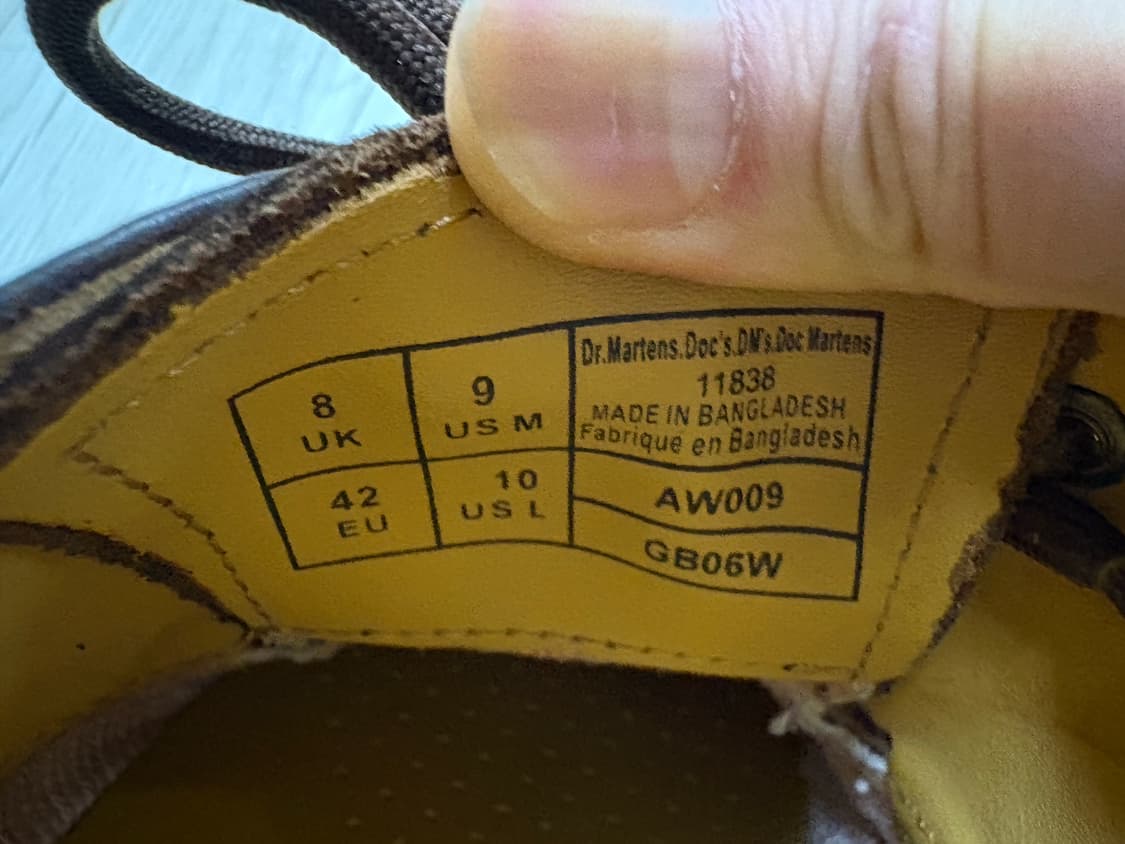 8
UK
9
US M
42
EU
10
US L
Dr.Martens.Doc's.DM's.Doc Martens
11838
MADE IN BANGLADESH
Fabriqué en Bangladesh
AW009
GB06W